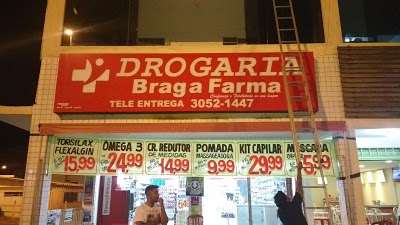 DROGARIA
Braga Farma
TELE ENTREGA 3052-1447
TORSILAX
FLEXALGIN
15,99
ÔMEGA 3
24,99
CR. REDUTOR
DE MEDIDAS
14,99
POMADA
MASSAGEADORA
9,99
KIT CAPILAR
29,99
MÁSCARA
5,99